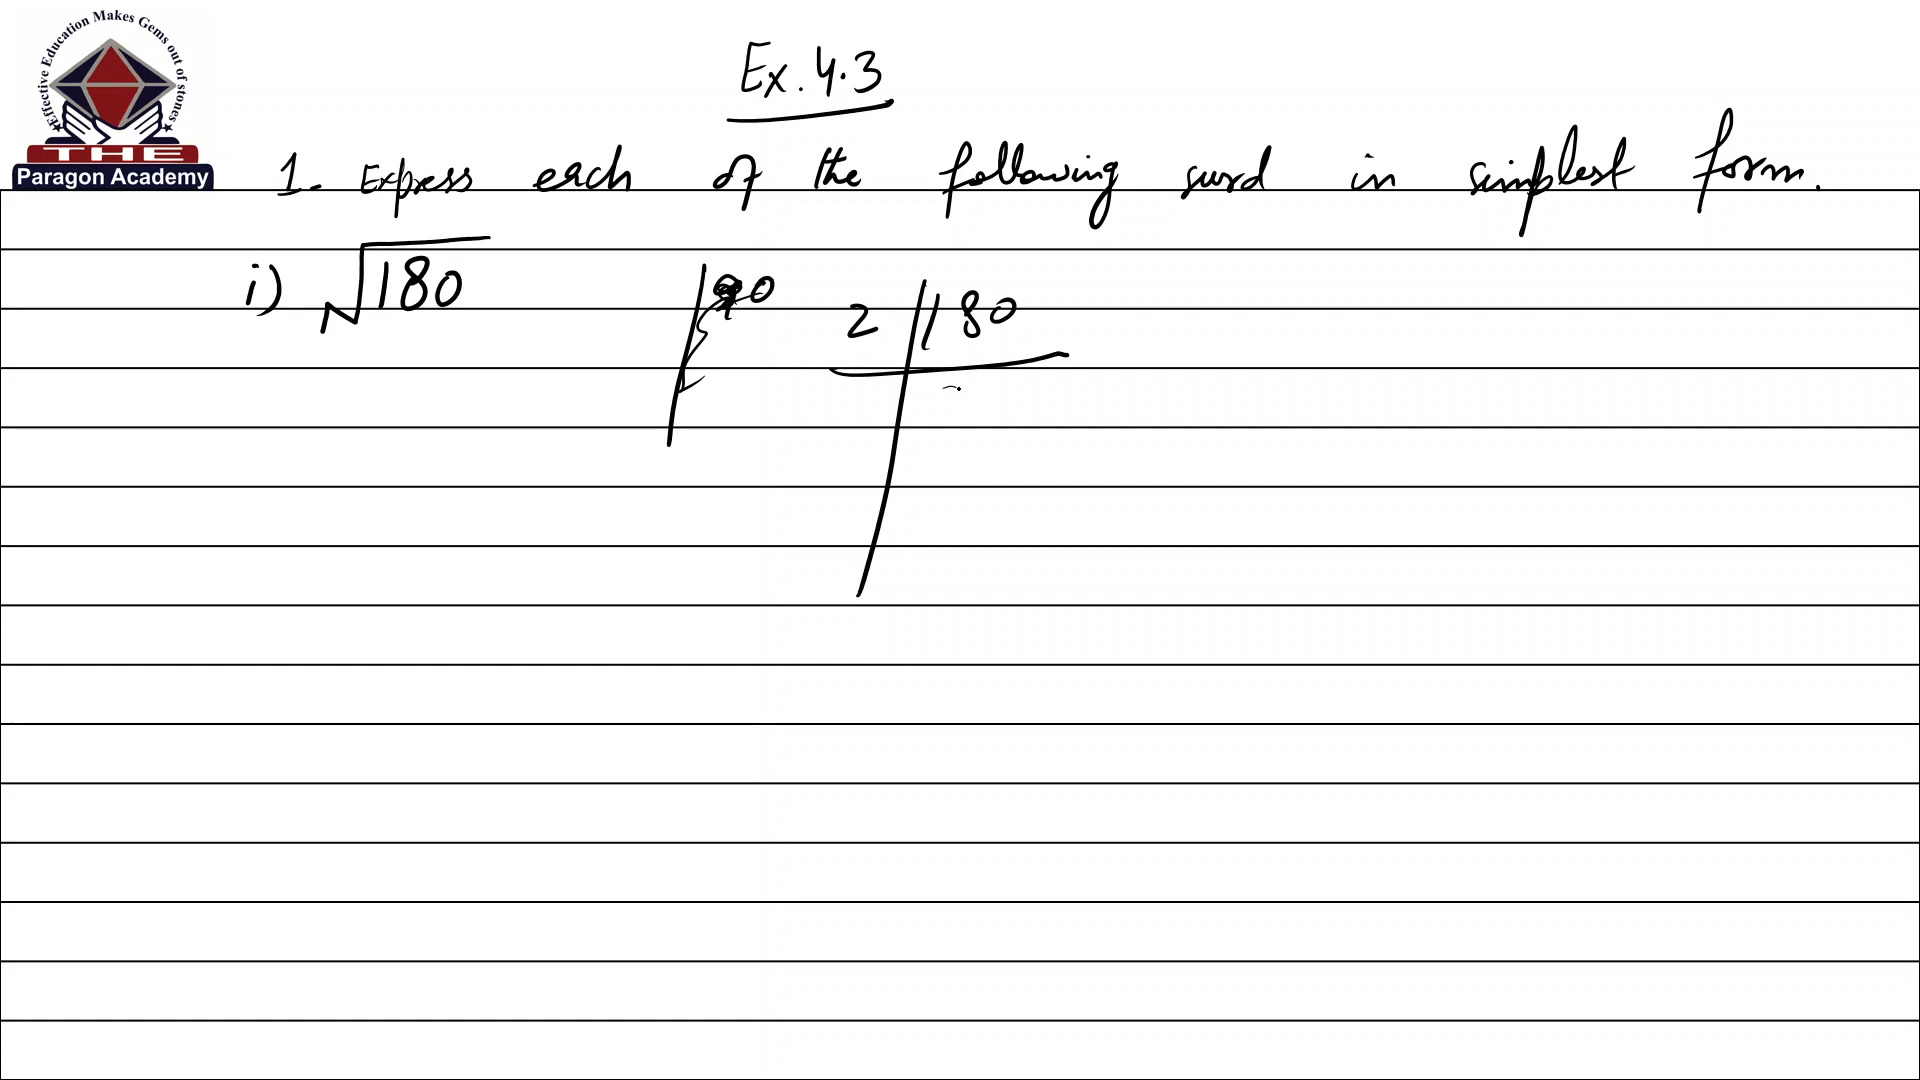 Effective Education Makes Gems out of stones
THE
Paragon Academy
Ex. 4.3
1. Express each of the following surd in simplest form.
i) √180
2 | 180